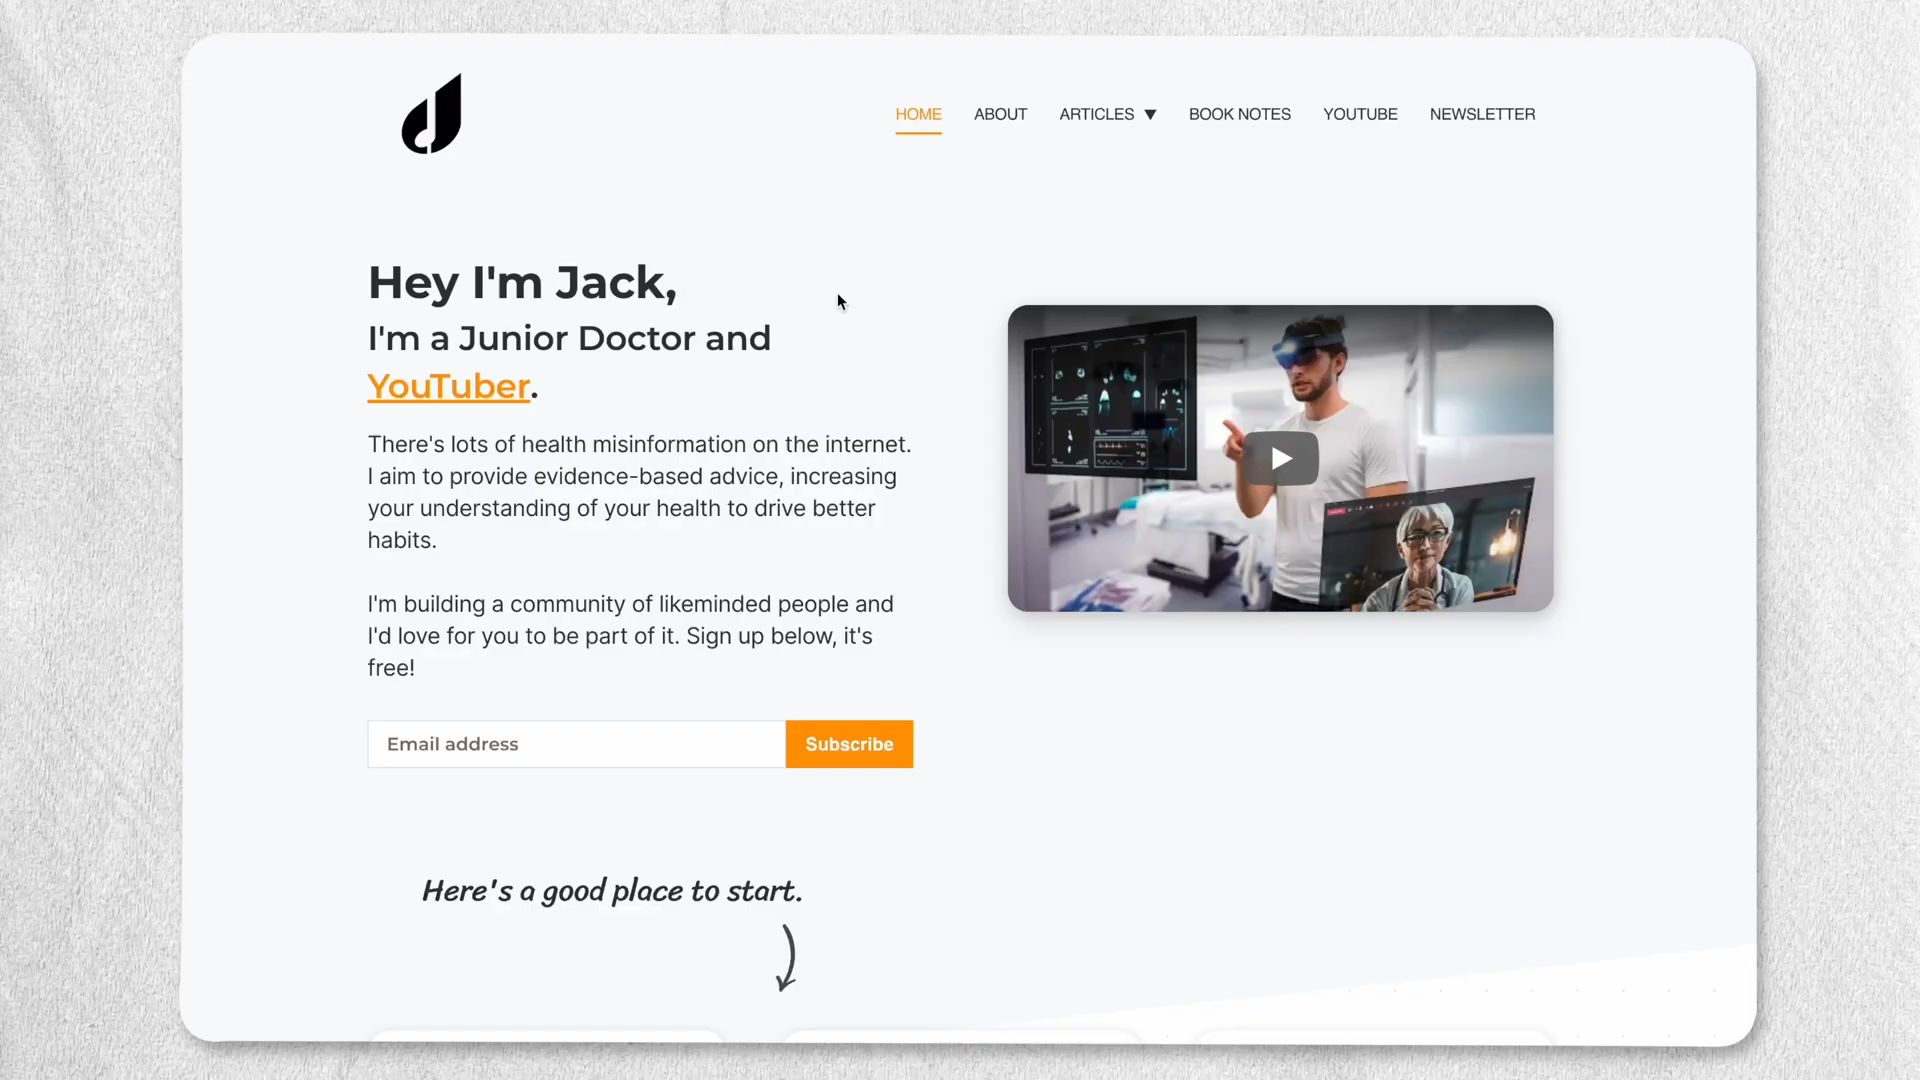 HOME ABOUT ARTICLES ▼ BOOK NOTES YOUTUBE NEWSLETTER
Hey I'm Jack,
I'm a Junior Doctor and
YouTuber.
There's lots of health misinformation on the internet.
I aim to provide evidence-based advice, increasing
your understanding of your health to drive better
habits.
I'm building a community of likeminded people and
I'd love for you to be part of it. Sign up below, it's
free!
Email address Subscribe
Here's a good place to start.